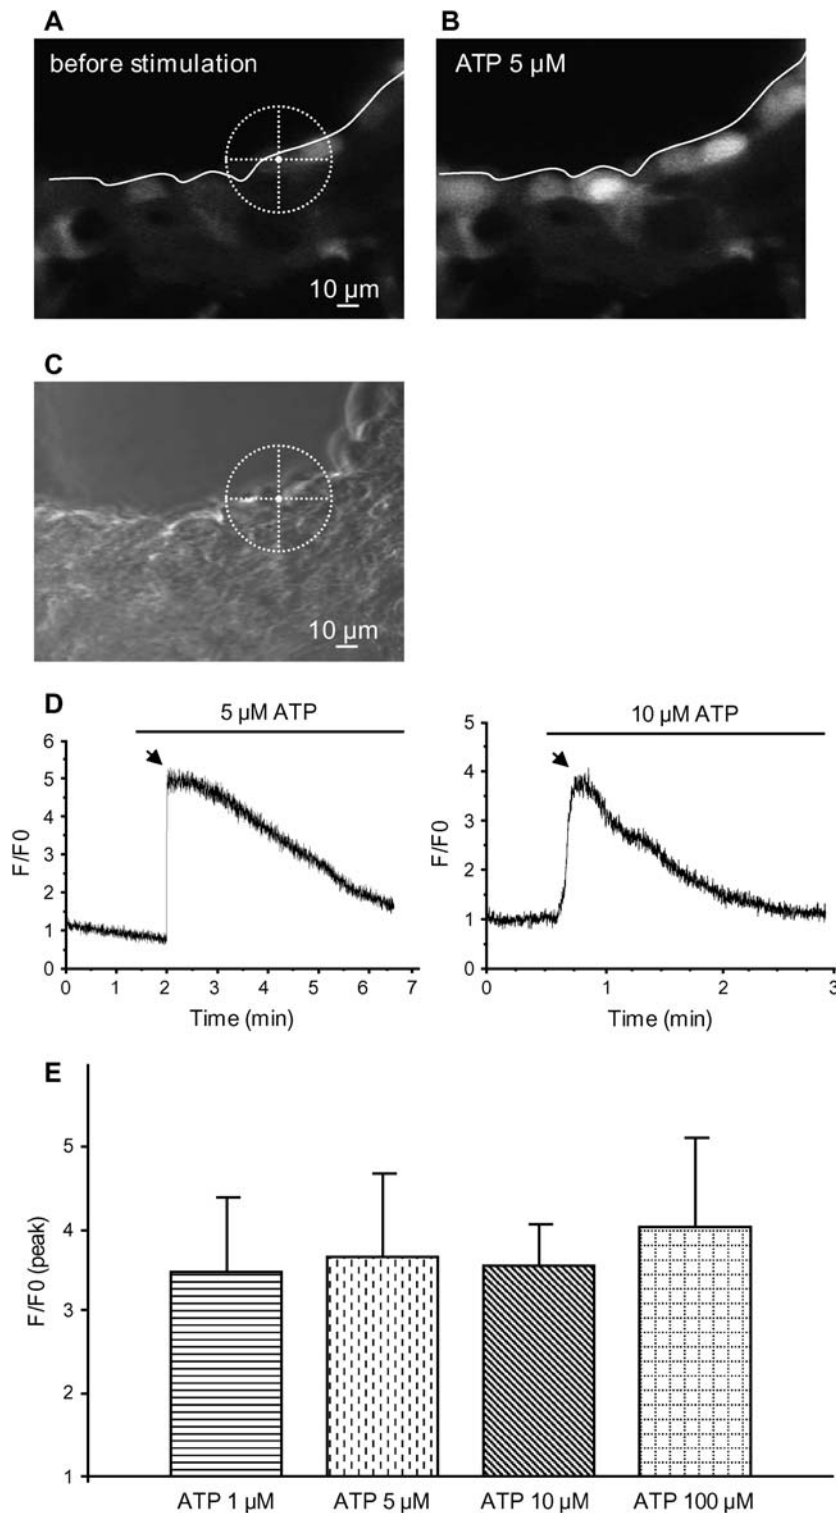 A
before stimulation
10 µm
B
ATP 5 µM
C
10 µm
D
5 µM ATP
F/F0
6
5
4
3
2
1
0
0 1 2 3 4 5 6 7
Time (min)
10 µM ATP
F/F0
5
4
3
2
1
0
0 1 2 3
Time (min)
E
F/F0 (peak)
5
4
3
2
1
ATP 1 µM ATP 5 µM ATP 10 µM ATP 100 µM